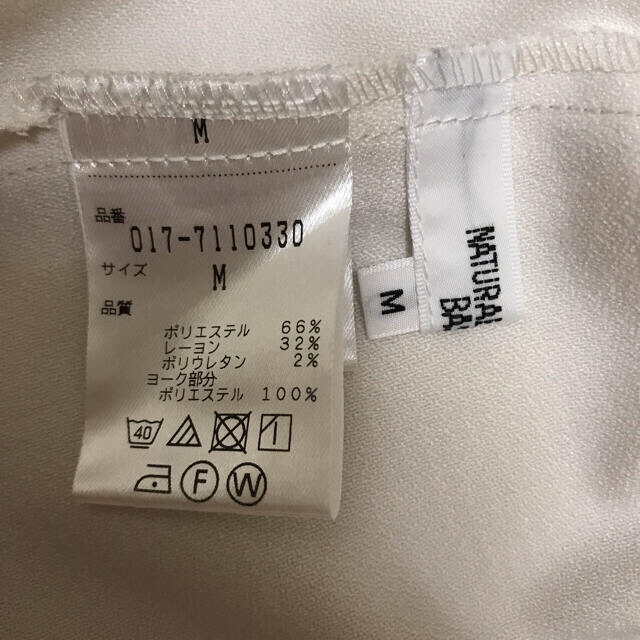 M
品番
017-7110330
サイズ
M
品質
ポリエステル 66%
レーヨン 32%
ポリウレタン 2%
ヨーク部分
ポリエステル 100%
40
F
W
M
NATURAL
BA